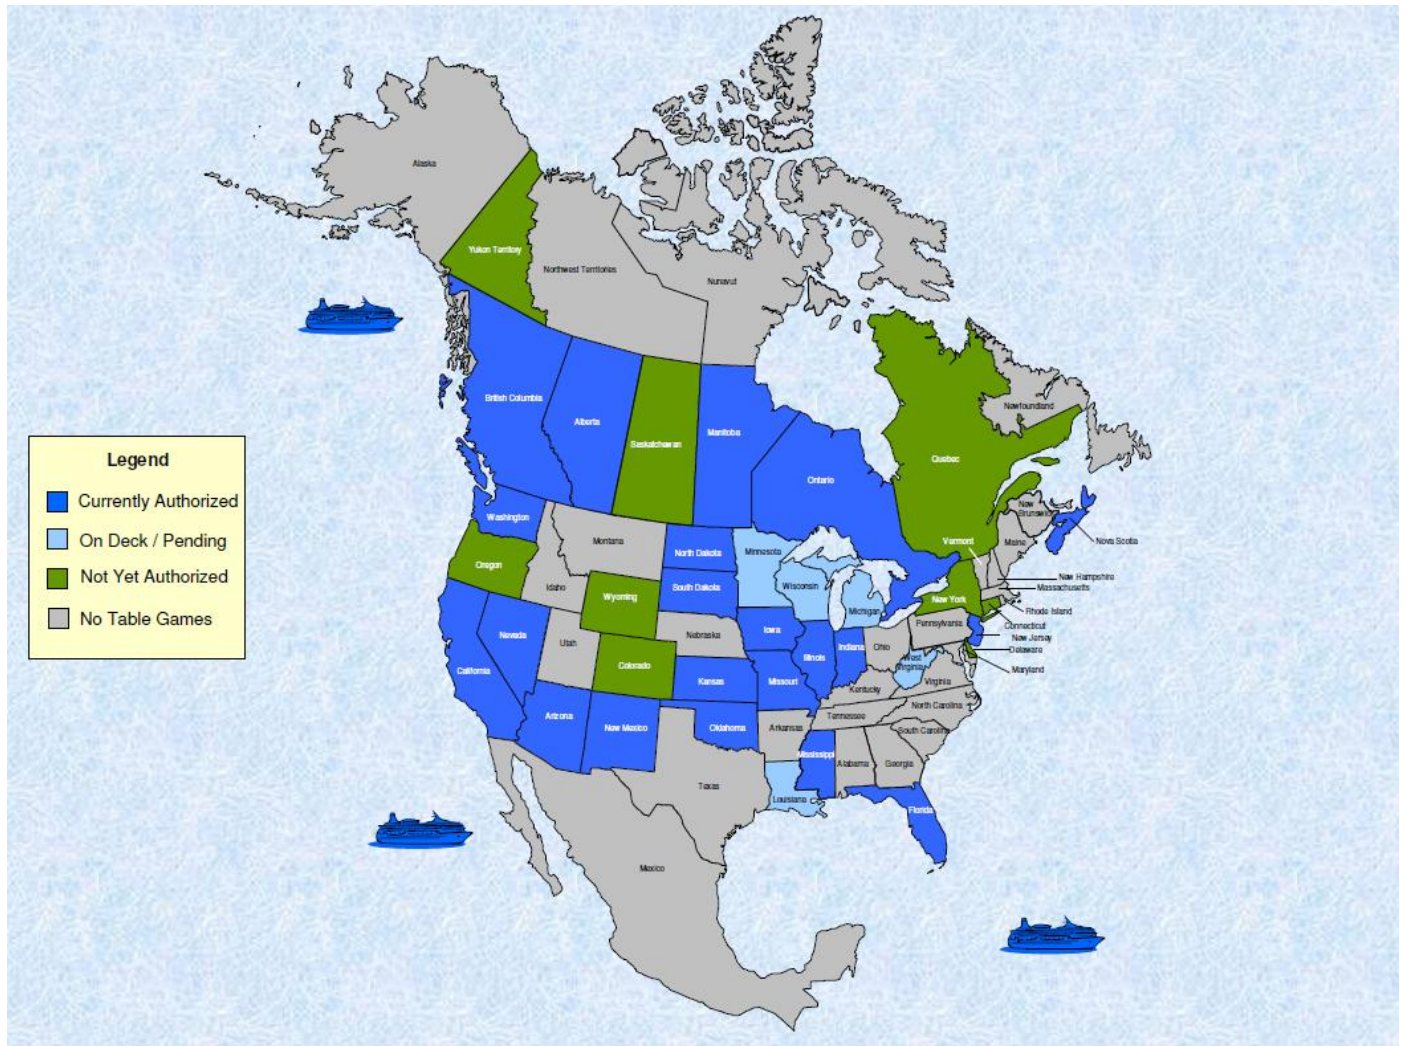 Alaska
Yukon Territory
Northwest Territories
Nunavut
British Columbia
Alberta
Saskatchewan
Manitoba
Ontario
Quebec
Newfoundland
New
Brunswick
Nova Scotia
Legend
Currently Authorized
On Deck / Pending
Not Yet Authorized
No Table Games
Washington
Oregon
Idaho
Montana
Wyoming
North Dakota
South Dakota
Minnesota
Wisconsin
Michigan
Vermont
Maine
New Hampshire
Massachusetts
New York
Rhode Island
Connecticut
New Jersey
Delaware
Maryland
Pennsylvania
California
Nevada
Utah
Colorado
Nebraska
Kansas
Iowa
Missouri
Illinois
Indiana
Ohio
West
Virginia
Virginia
Kentucky
Arizona
New Mexico
Oklahoma
Arkansas
Tennessee
North Carolina
South Carolina
Mississippi
Alabama
Georgia
Texas
Louisiana
Florida
Mexico